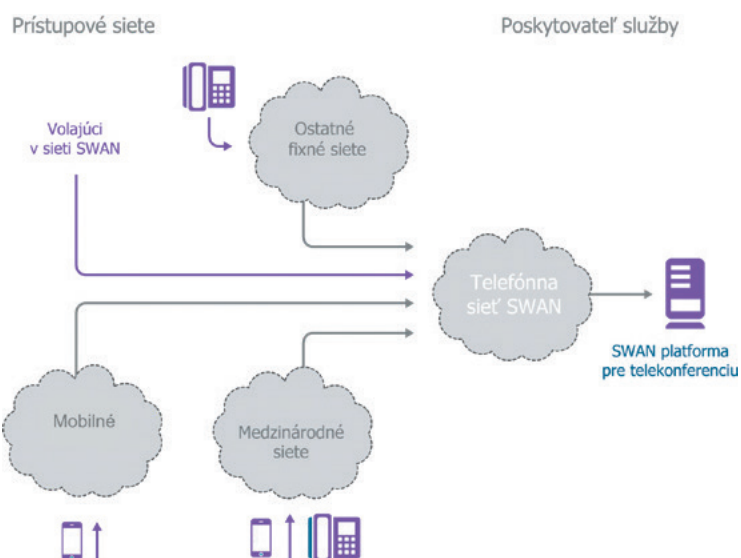 Prístupové siete
Poskytovateľ služby
Volajúci
v sieti SWAN
Ostatné
fixné siete
Telefónna
sieť SWAN
SWAN platforma
pre telekonferenciu
Mobilné
Medzinárodné
siete